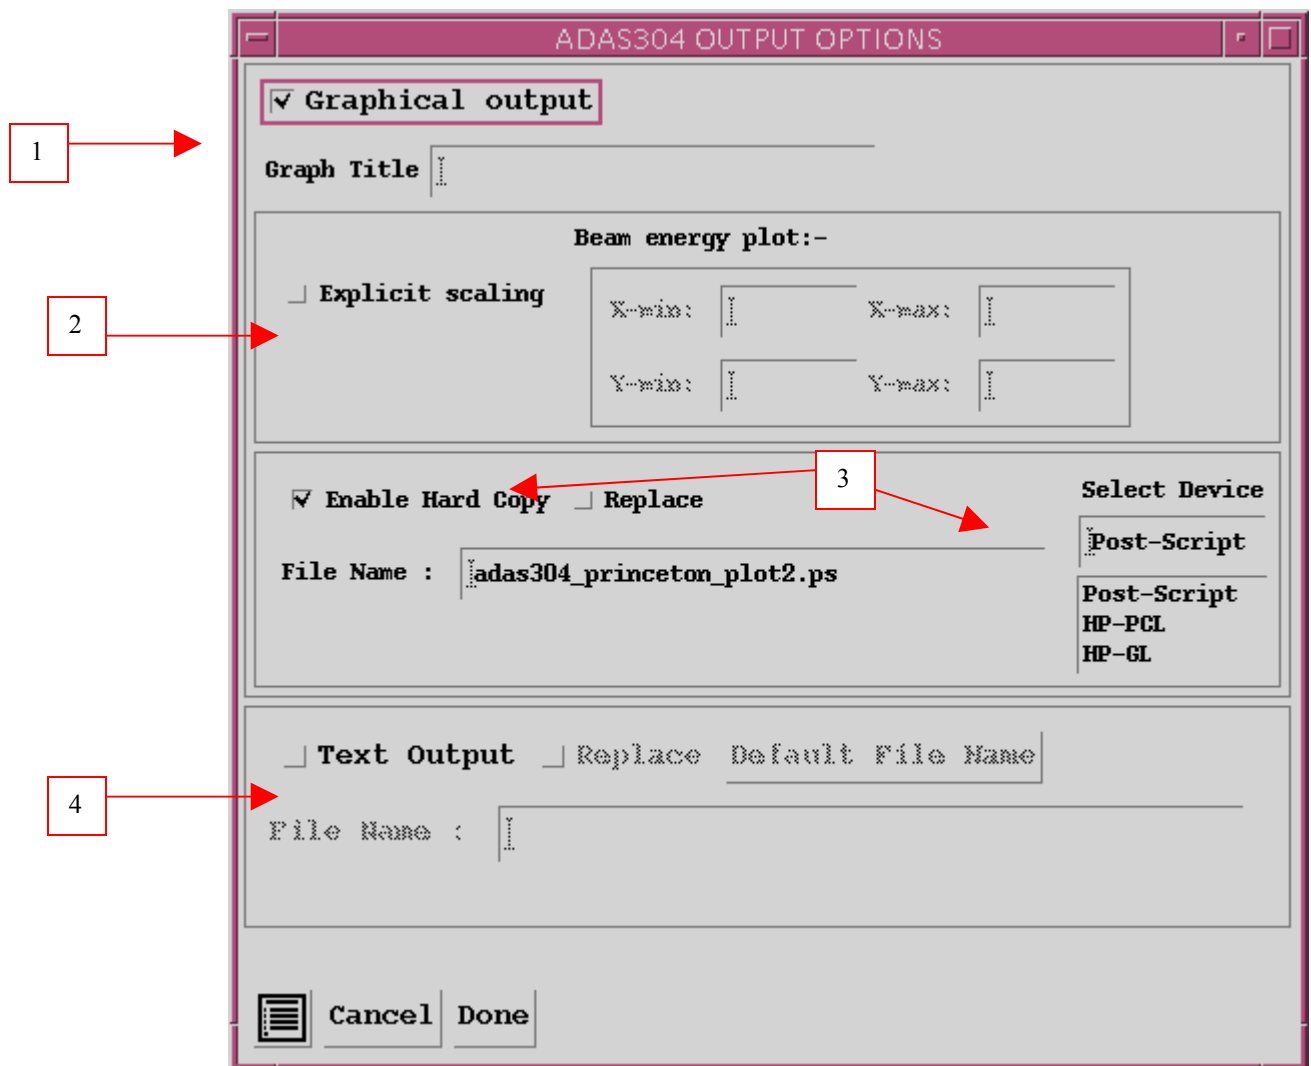 ADAS304 OUTPUT OPTIONS
Graphical output
1
Graph Title
Beam energy plot:-
2
Explicit scaling
X-min:
X-max:
Y-min:
Y-max:
3
Enable Hard Copy
Replace
Select Device
Post-Script
File Name :
adas304_princeton_plot2.ps
Post-Script
HP-PCL
HP-GL
Text Output
Replace
Default File Name
4
File Name :
Cancel
Done